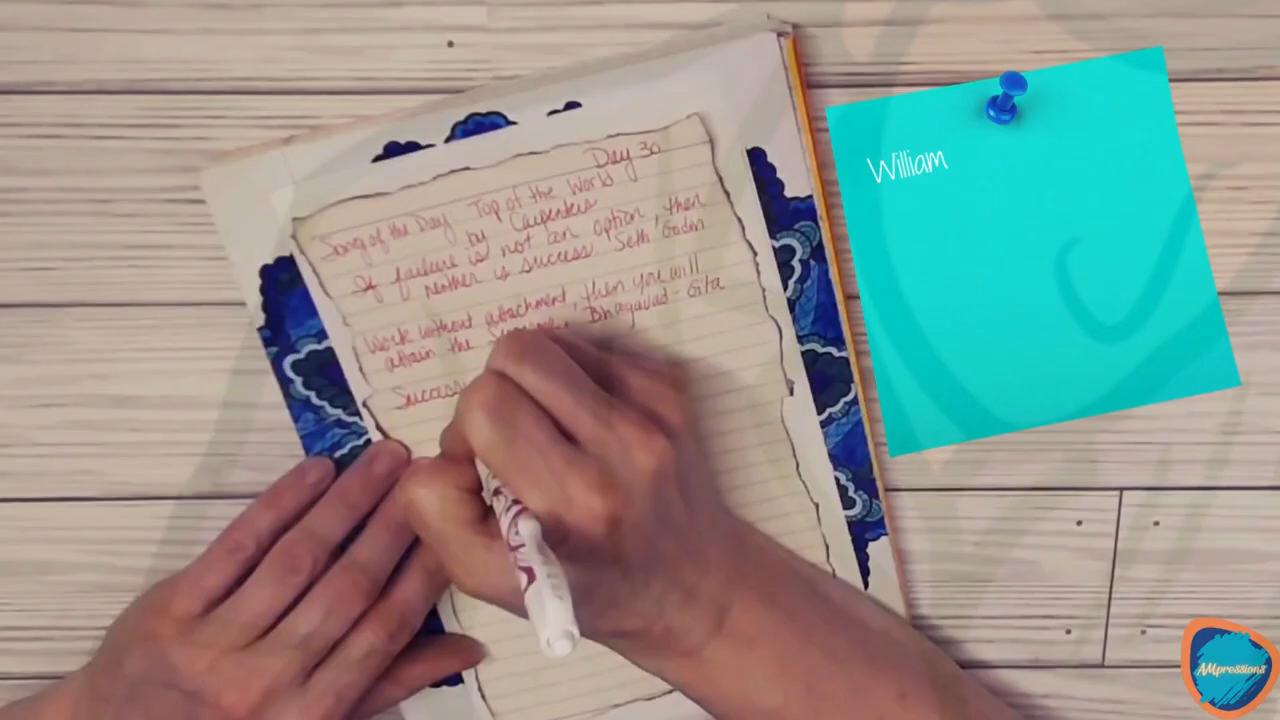 Day 30
Song of the Day Top of the World
by Carpenters
If failure is not an option, then
neither is success. Seth Godin
Work without attachment, then you will
attain the Supreme. Bhagavad-Gita
Success
William
AMpressions